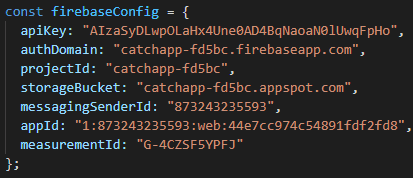 const firebaseConfig = {
apiKey: "AIzaSyDLwpOLaHx4Une0AD4BqNaoaN0lUwqFpHo",
authDomain: "catchapp-fd5bc.firebaseapp.com",
projectId: "catchapp-fd5bc",
storageBucket: "catchapp-fd5bc.appspot.com",
messagingSenderId: "873243235593",
appId: "1:873243235593:web:44e7cc974c54891fdf2fd8",
measurementId: "G-4CZSF5YPFJ"
};